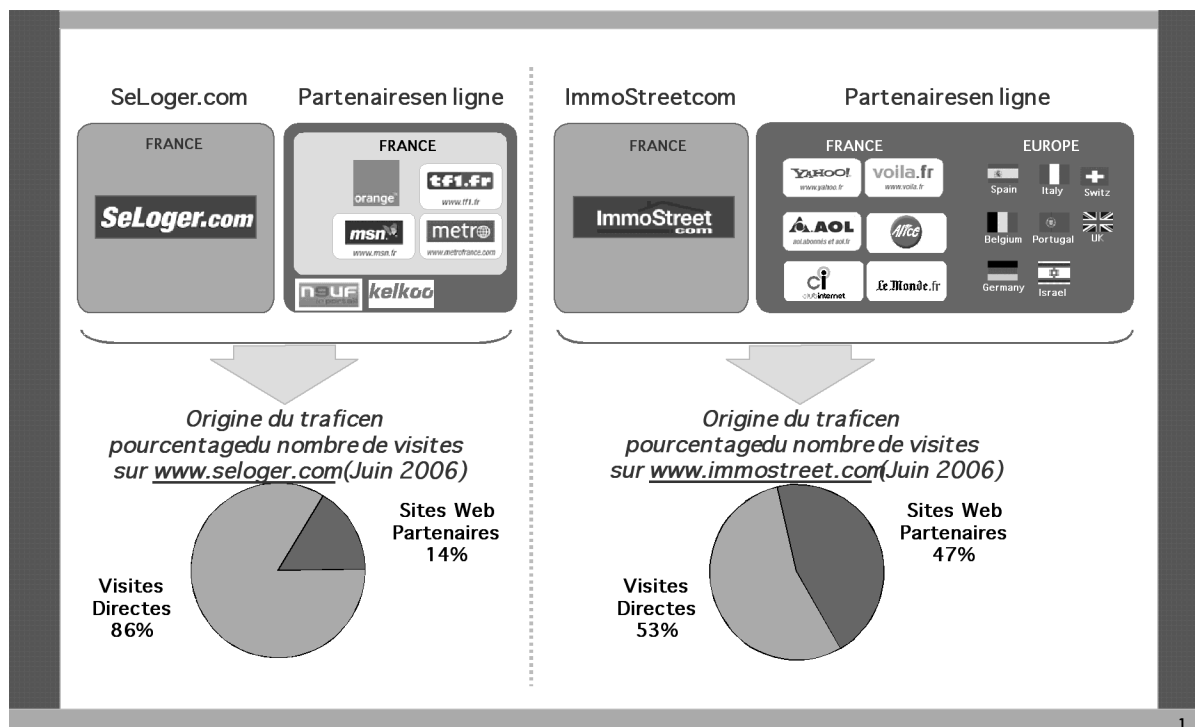 SeLoger.com
Partenairesen ligne
FRANCE
SeLoger.com
FRANCE
orange™
tf1.fr
www.tf1.fr
msn
www.msn.fr
metro
www.metrofrance.com
neuf
portail
kelkoo
Origine du traficen
pourcentagedu nombre de visites
sur www.seloger.com(Juin 2006)
Sites Web
Partenaires
14%
Visites
Directes
86%
ImmoStreetcom
Partenairesen ligne
FRANCE
ImmoStreet
com
FRANCE
YAHOO!
www.yahoo.fr
voila.fr
www.voila.fr
AOL
aol.abonnés et aol.fr
Alice
ci
clubinternet
Le Monde.fr
EUROPE
Spain
Italy
Switz
Belgium
Portugal
UK
Germany
Israel
Origine du traficen
pourcentagedu nombre de visites
sur www.immostreet.com(Juin 2006)
Sites Web
Partenaires
47%
Visites
Directes
53%
1